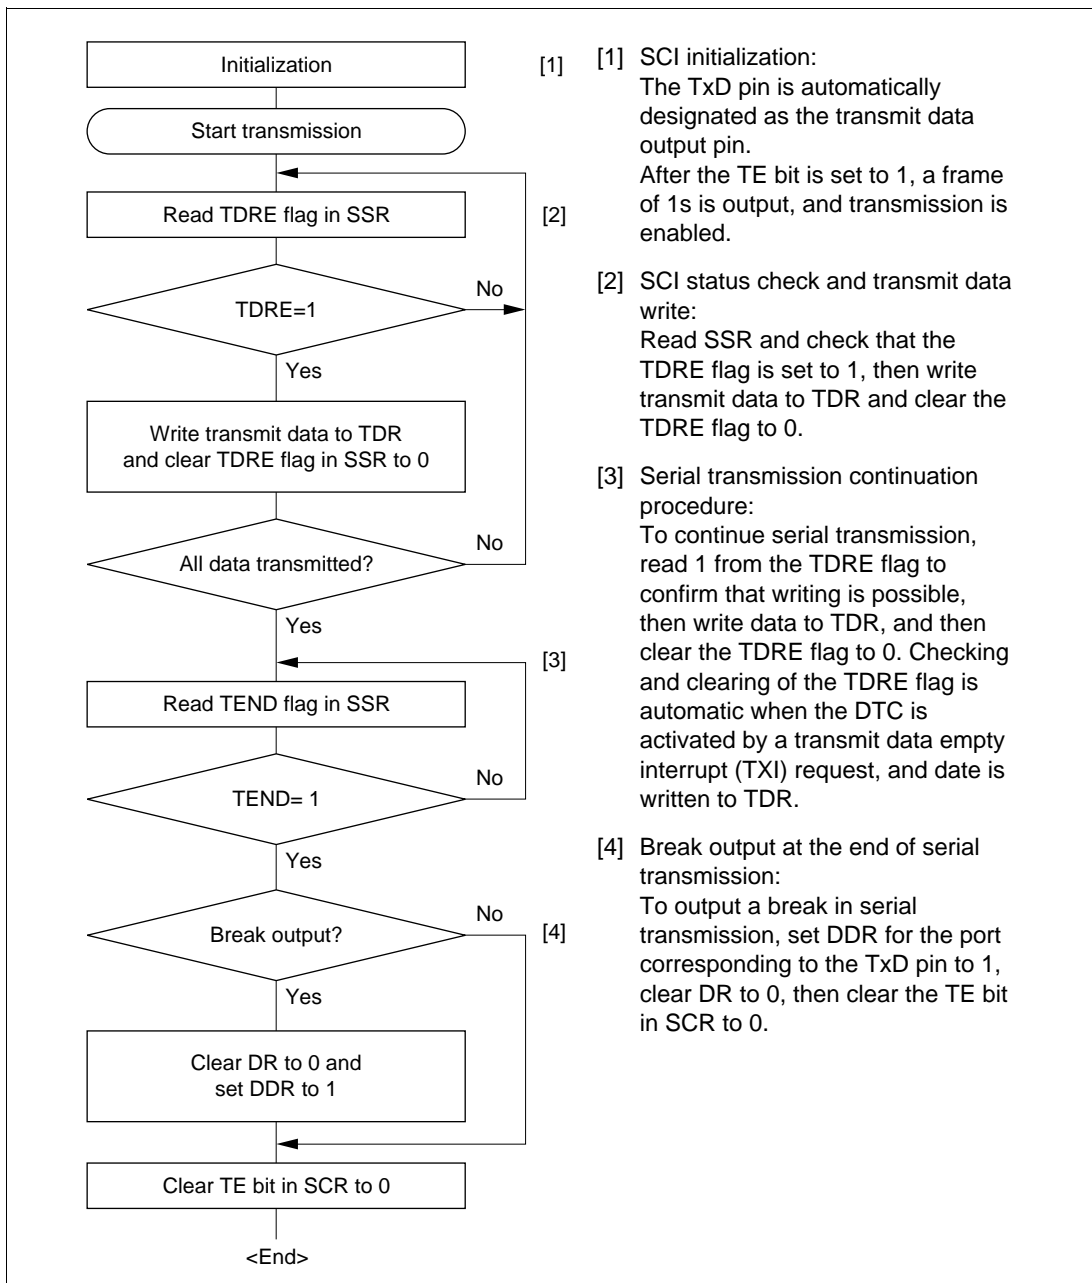 Initialization
[1]
Start transmission
Read TDRE flag in SSR
[2]
TDRE=1
No
Yes
Write transmit data to TDR
and clear TDRE flag in SSR to 0
All data transmitted?
No
Yes
[3]
Read TEND flag in SSR
TEND= 1
No
Yes
Break output?
No
[4]
Yes
Clear DR to 0 and
set DDR to 1
Clear TE bit in SCR to 0
<End>
[1] SCI initialization:
The TxD pin is automatically
designated as the transmit data
output pin.
After the TE bit is set to 1, a frame
of 1s is output, and transmission is
enabled.
[2] SCI status check and transmit data
write:
Read SSR and check that the
TDRE flag is set to 1, then write
transmit data to TDR and clear the
TDRE flag to 0.
[3] Serial transmission continuation
procedure:
To continue serial transmission,
read 1 from the TDRE flag to
confirm that writing is possible,
then write data to TDR, and then
clear the TDRE flag to 0. Checking
and clearing of the TDRE flag is
automatic when the DTC is
activated by a transmit data empty
interrupt (TXI) request, and date is
written to TDR.
[4] Break output at the end of serial
transmission:
To output a break in serial
transmission, set DDR for the port
corresponding to the TxD pin to 1,
clear DR to 0, then clear the TE bit
in SCR to 0.